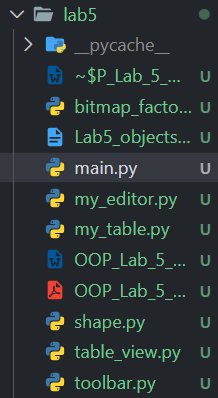 lab5
__pycache__
~$P_Lab_5_... U
bitmap_facto... U
Lab5_objects... U
main.py U
my_editor.py U
my_table.py U
OOP_Lab_5_... U
OOP_Lab_5_... U
shape.py U
table_view.py U
toolbar.py U